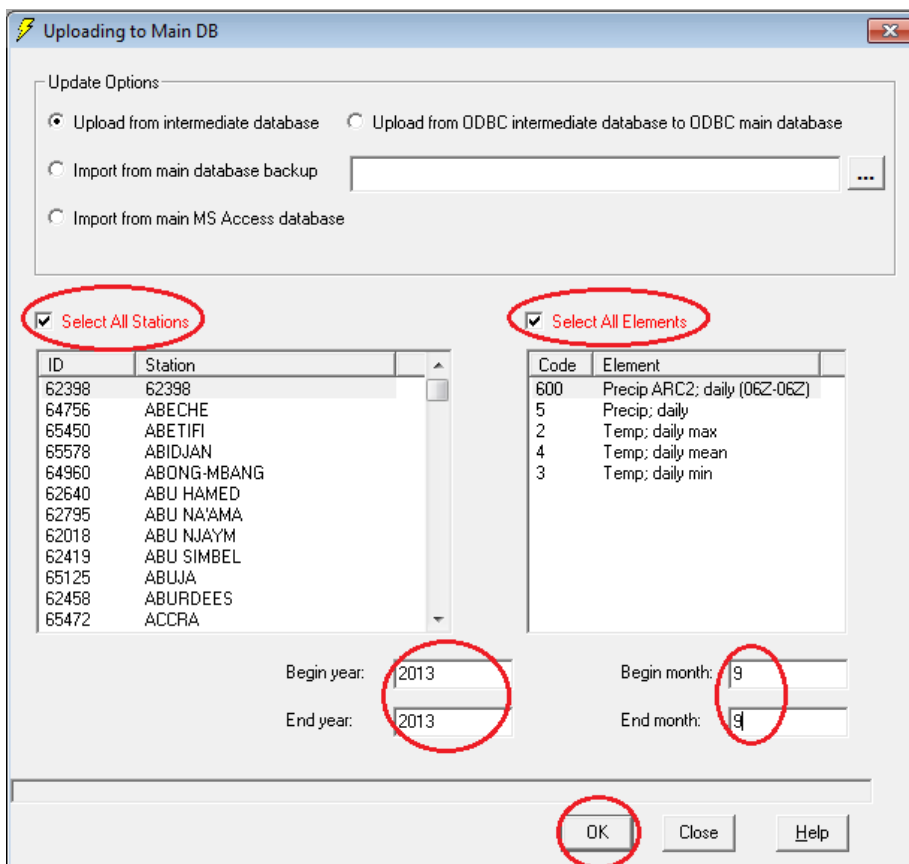 Uploading to Main DB
Update Options
Upload from intermediate database Upload from ODBC intermediate database to ODBC main database
Import from main database backup ...
Import from main MS Access database
Select All Stations Select All Elements
ID Station Code Element
62398 62398 600 Precip ARC2; daily (06Z-06Z)
64756 ABECHE 5 Precip; daily
65450 ABETIFI 2 Temp; daily max
65578 ABIDJAN 4 Temp; daily mean
64960 ABONG-MBANG 3 Temp; daily min
62640 ABU HAMED
62795 ABU NA'AMA
62018 ABU NJAYM
62419 ABU SIMBEL
65125 ABUJA
62458 ABURDEES
65472 ACCRA
Begin year: 2013 Begin month: 9
End year: 2013 End month: 9
OK Close Help